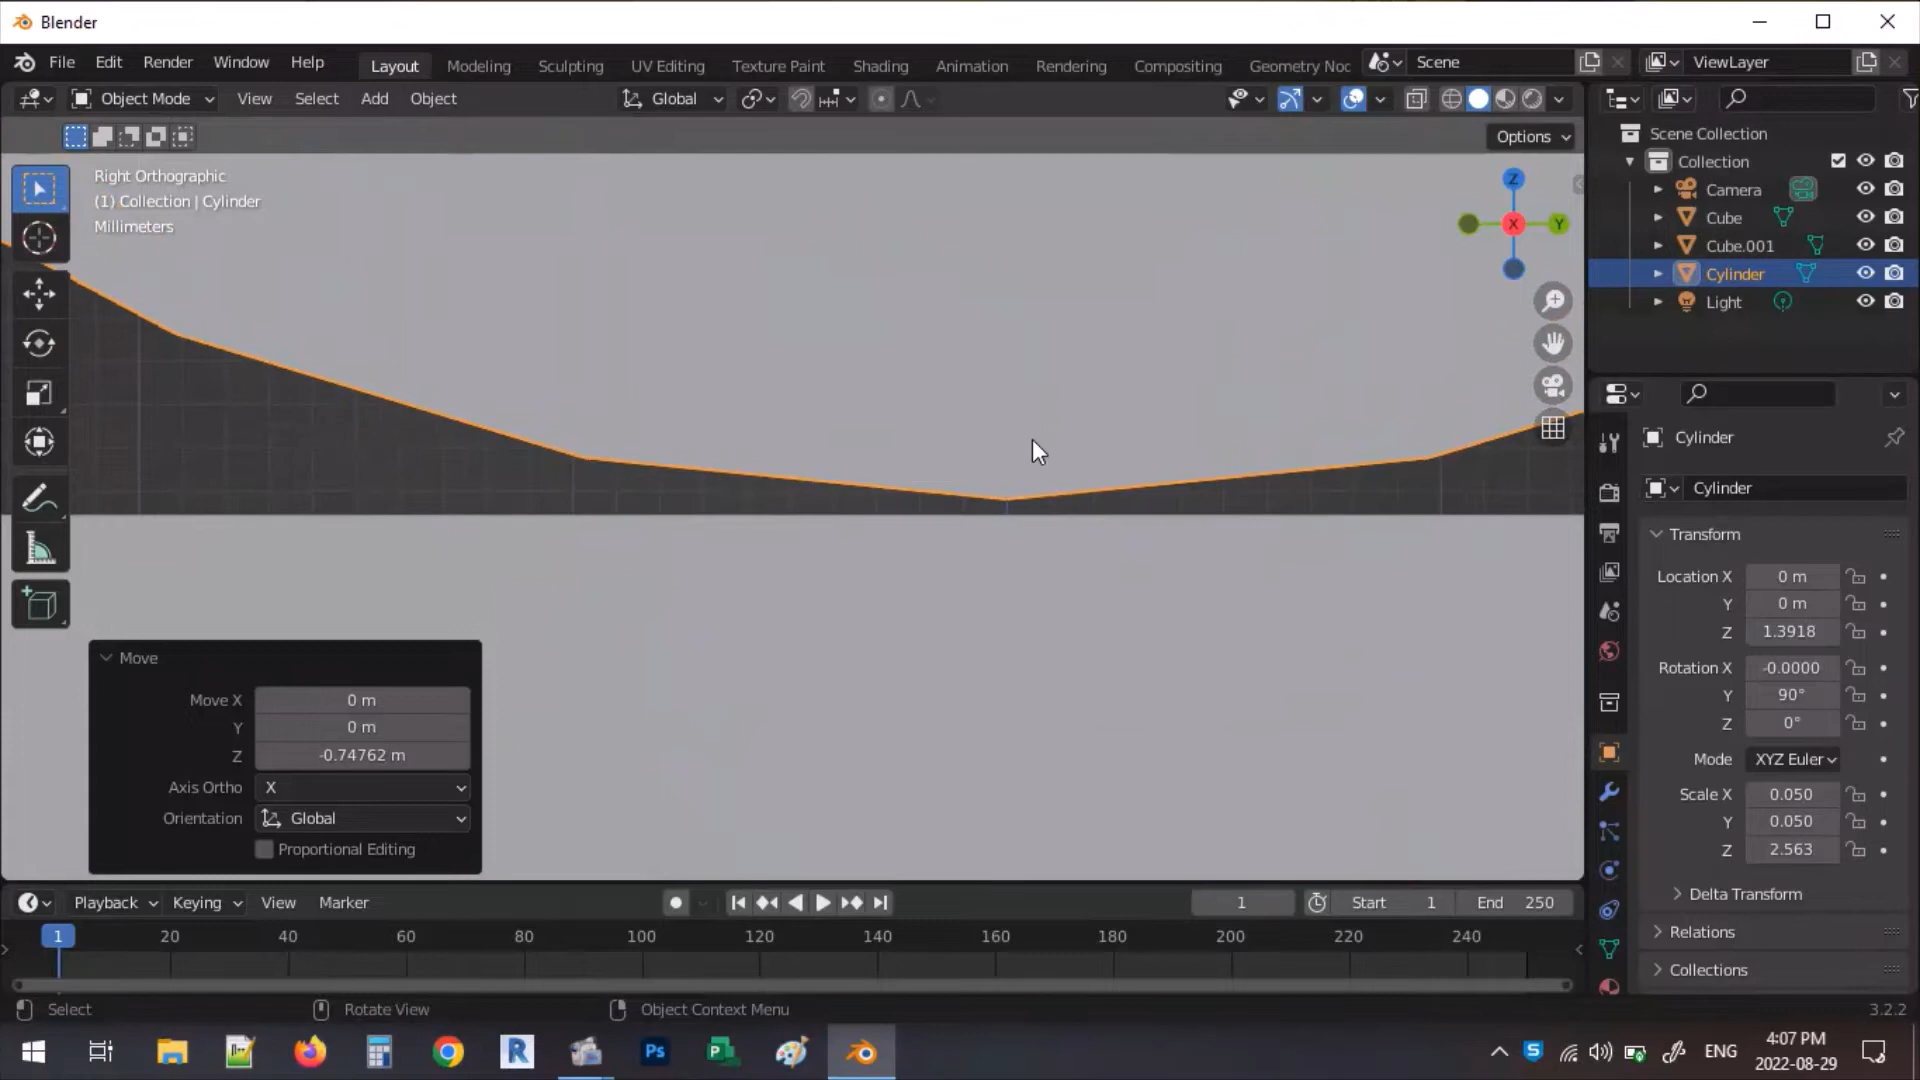 Blender
File Edit Render Window Help Layout Modeling Sculpting UV Editing Texture Paint Shading Animation Rendering Compositing Geometry Noc Scene ViewLayer
Object Mode View Select Add Object Global
Options
Right Orthographic
(1) Collection | Cylinder
Millimeters
Z
X
Y
Scene Collection
Collection
Camera
Cube
Cube.001
Cylinder
Light
Cylinder
Cylinder
Transform
Location X 0 m
Y 0 m
Z 1.3918
Rotation X -0.0000
Y 90°
Z 0°
Mode XYZ Euler
Scale X 0.050
Y 0.050
Z 2.563
Delta Transform
Relations
Collections
Move
Move X 0 m
Y 0 m
Z -0.74762 m
Axis Ortho X
Orientation Global
Proportional Editing
Playback Keying View Marker 1 Start 1 End 250
1 20 40 60 80 100 120 140 160 180 200 220 240
Select Rotate View Object Context Menu 3.2.2
R Ps P S ENG 4:07 PM
2022-08-29